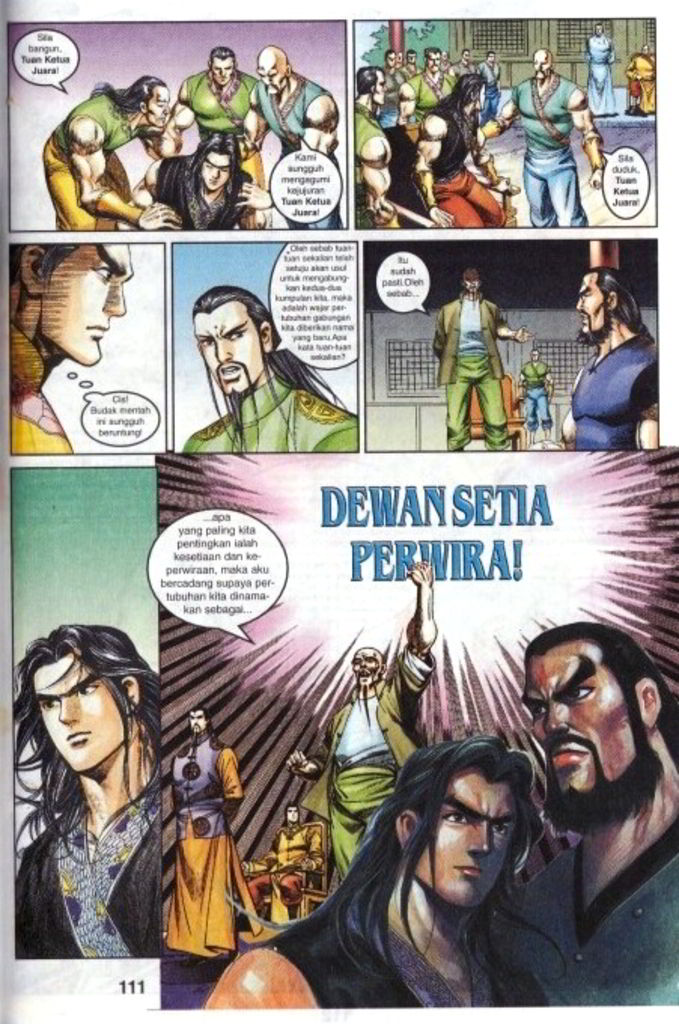 Sila
bangun,
Tuan Ketua
Juara!
Kami
sungguh
mengagumi
kejujuran
Tuan Ketua
Juara!
Sila
duduk,
Tuan
Ketua
Juara!
Cis!
Budak mentah
ini sungguh
beruntung!
Oleh sebab tuan-
tuan sekalian telah
setuju akan usul
untuk mengabung-
kan kedua-dua
kumpulan kita, maka
adalah wajar per-
tubuhan gabungan
kita diberikan nama
yang baru. Apa
kata tuan-tuan
sekalian?
Itu
sudah
pasti. Oleh
sebab...
...apa
yang paling kita
pentingkan ialah
kesetiaan dan ke-
perwiraan, maka aku
bercadang supaya per-
tubuhan kita dinama-
kan sebagai...
DEWAN SETIA
PERWIRA!
111